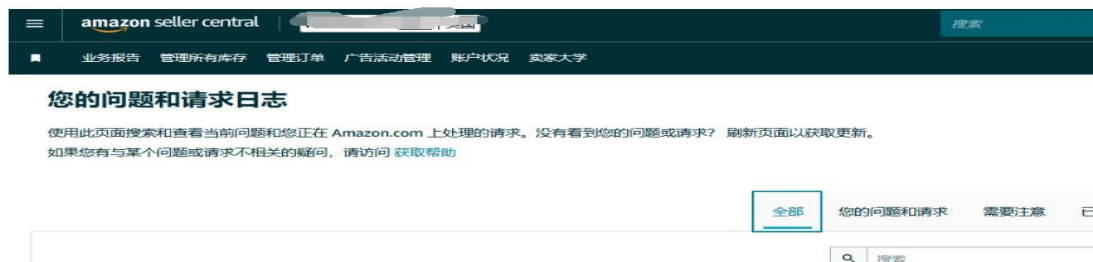 amazon seller central
搜索
业务报告 管理所有库存 管理订单 广告活动管理 账户状况 卖家大学
您的问题和请求日志
使用此页面搜索和查看当前问题和您正在 Amazon.com 上处理的请求。没有看到您的问题或请求？ 刷新页面以获取更新。
如果您有与某个问题或请求不相关的疑问，请访问 获取帮助
全部 您的问题和请求 需要注意
搜索